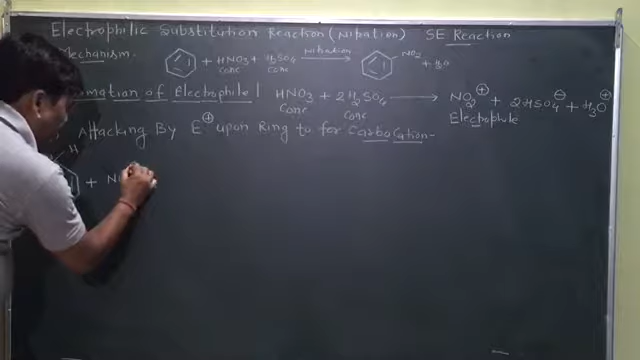 Electrophilic Substitution Reaction (Nitration) SE Reaction
Mechanism. + HNO3 + H2SO4 Nitration NO2 + H2O
Conc Conc
mation of Electrophile | HNO3 + 2H2SO4 → NO2⊕ + 2HSO4⊖ + H3O⊕
Conc Conc Electrophile
Attacking By E⊕ upon Ring to for Carbocation-
H
+ N